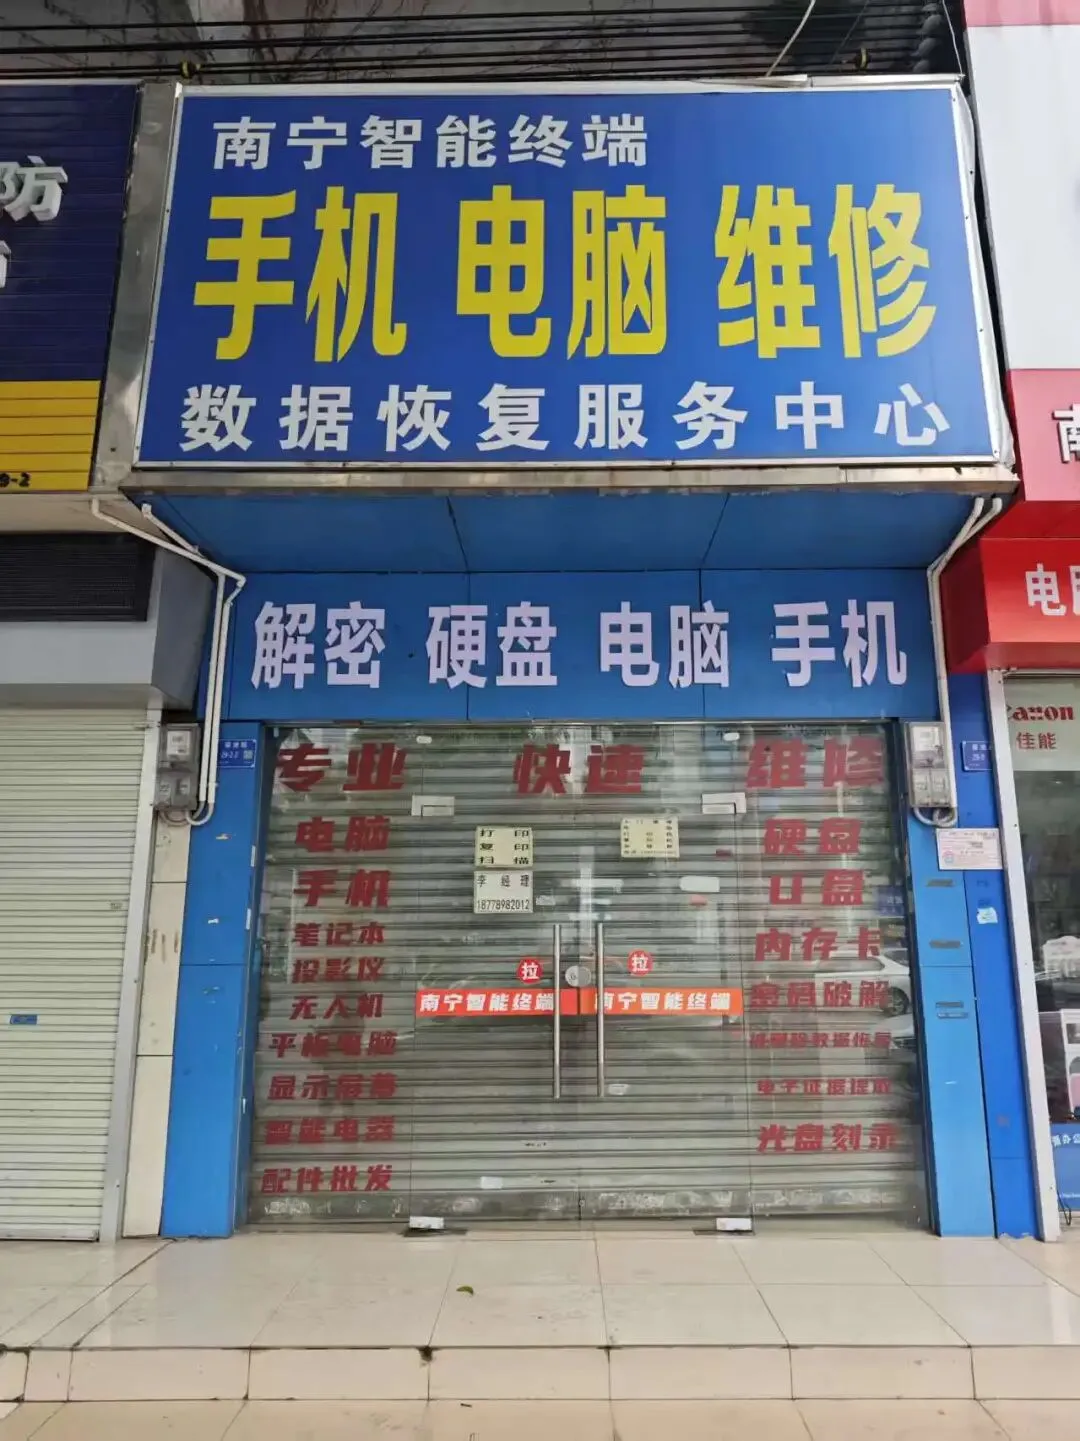 南宁智能终端
手机 电脑 维修
数据恢复服务中心
防
9-2
解密 硬盘 电脑 手机
南
电
Canon
佳能
专业 快速 维修
电脑
手机
笔记本
投影仪
无人机
平板电脑
显示屏幕
智能电器
配件批发
打印
复印
扫描
李经理
18778982012
拉
拉
南宁智能终端
南宁智能终端
硬盘
U盘
内存卡
密码破解
电子证据提取
光盘刻录